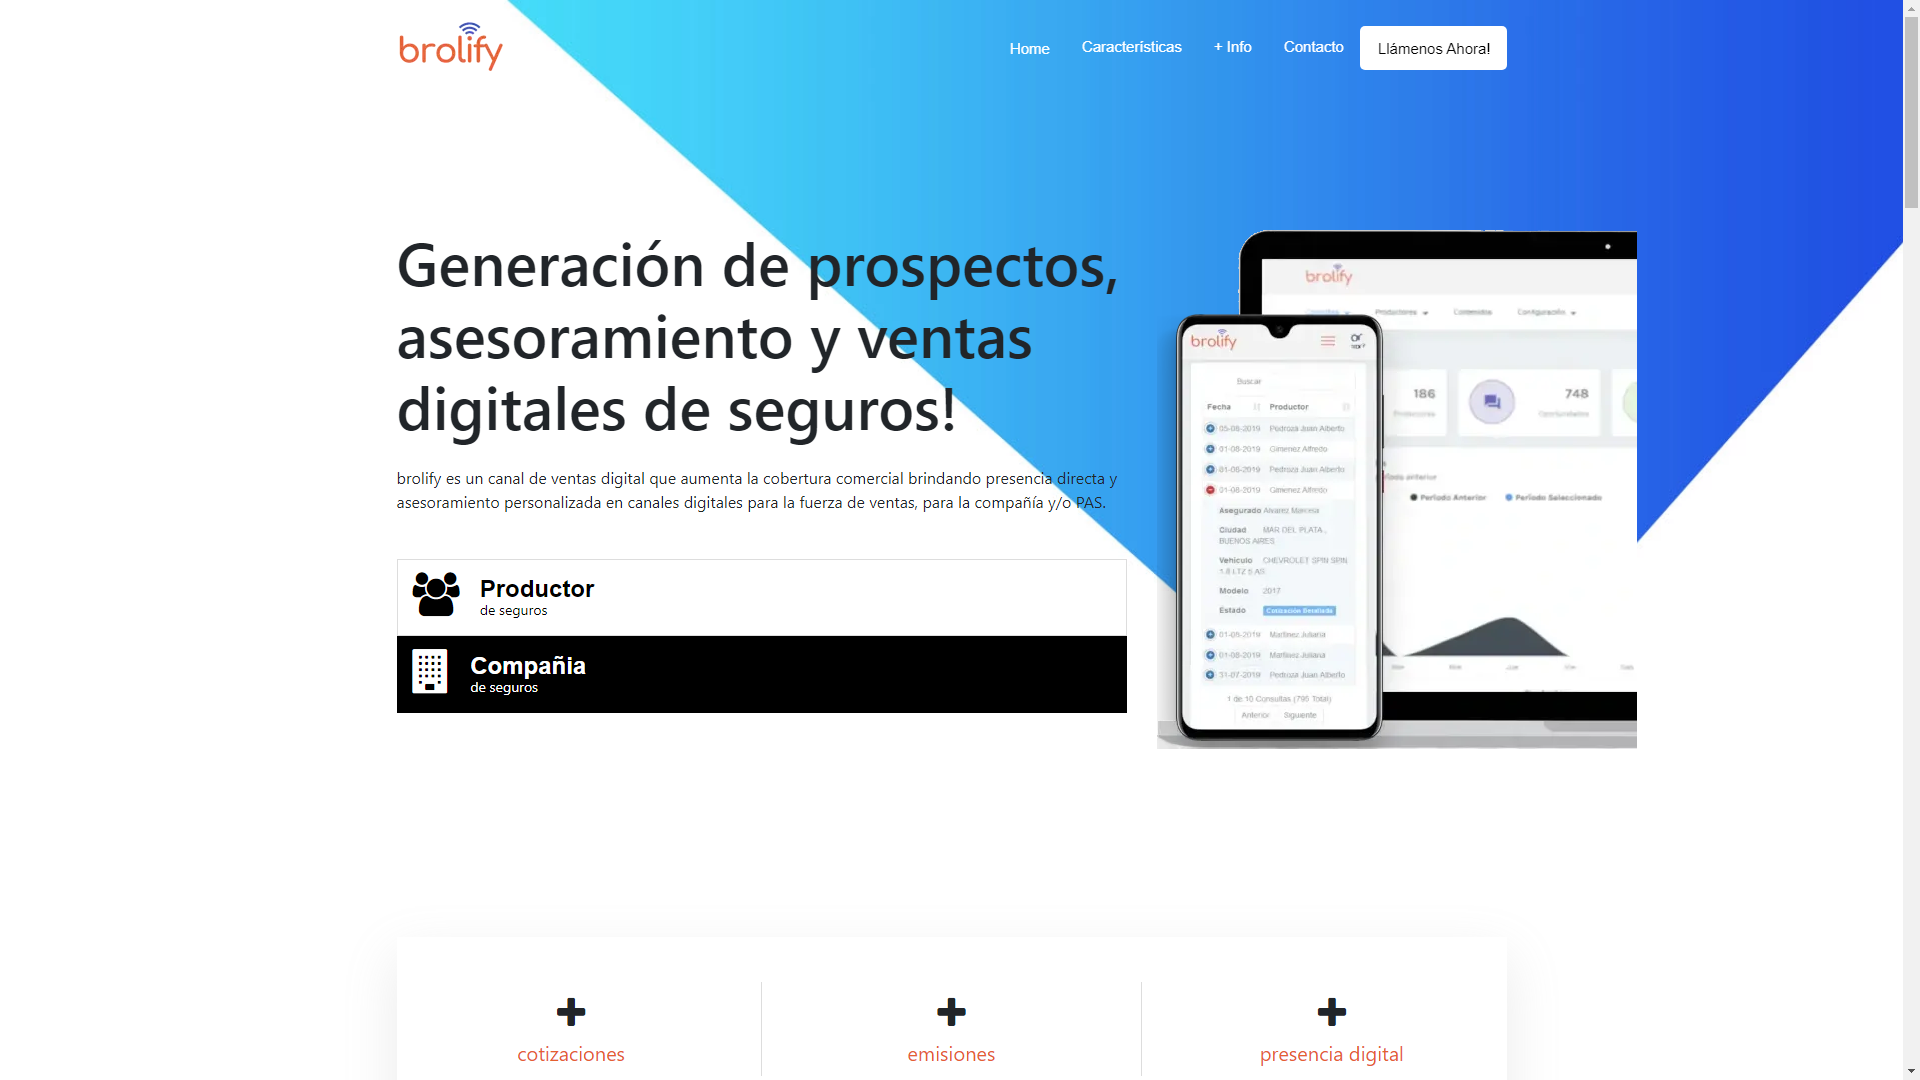 brolify
Home
Características
+ Info
Contacto
Llámenos Ahora!
Generación de prospectos,
asesoramiento y ventas
digitales de seguros!
brolify es un canal de ventas digital que aumenta la cobertura comercial brindando presencia directa y
asesoramiento personalizada en canales digitales para la fuerza de ventas, para la compañía y/o PAS.
Productor
de seguros
Compañia
de seguros
brolify
Productores
Contenidos
Configuración
186
748
Oportunidades
Periodo Anterior
Periodo Seleccionado
brolify
Buscar
Fecha Productor
05-08-2019 Pedroza Juan Alberto
01-08-2019 Gimenez Alfredo
01-08-2019 Pedroza Juan Alberto
01-08-2019 Gimenez Alfredo
Asegurado Alvarez Marcela
Ciudad MAR DEL PLATA ,
BUENOS AIRES
Vehículo CHEVROLET SPIN SPIN
1.8 LTZ 5 AS
Modelo 2017
Estado
01-08-2019 Martinez Juliana
01-08-2019 Martinez Juliana
31-07-2019 Pedroza Juan Alberto
1 de 10 Consultas (795 Total)
Anterior Siguiente
cotizaciones
emisiones
presencia digital